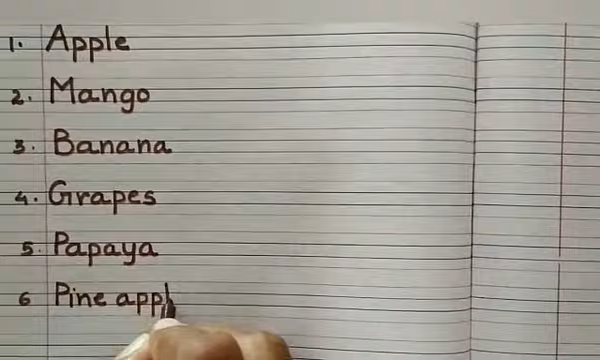 1. Apple
2. Mango
3. Banana
4. Grapes
5. Papaya
6 Pine appl